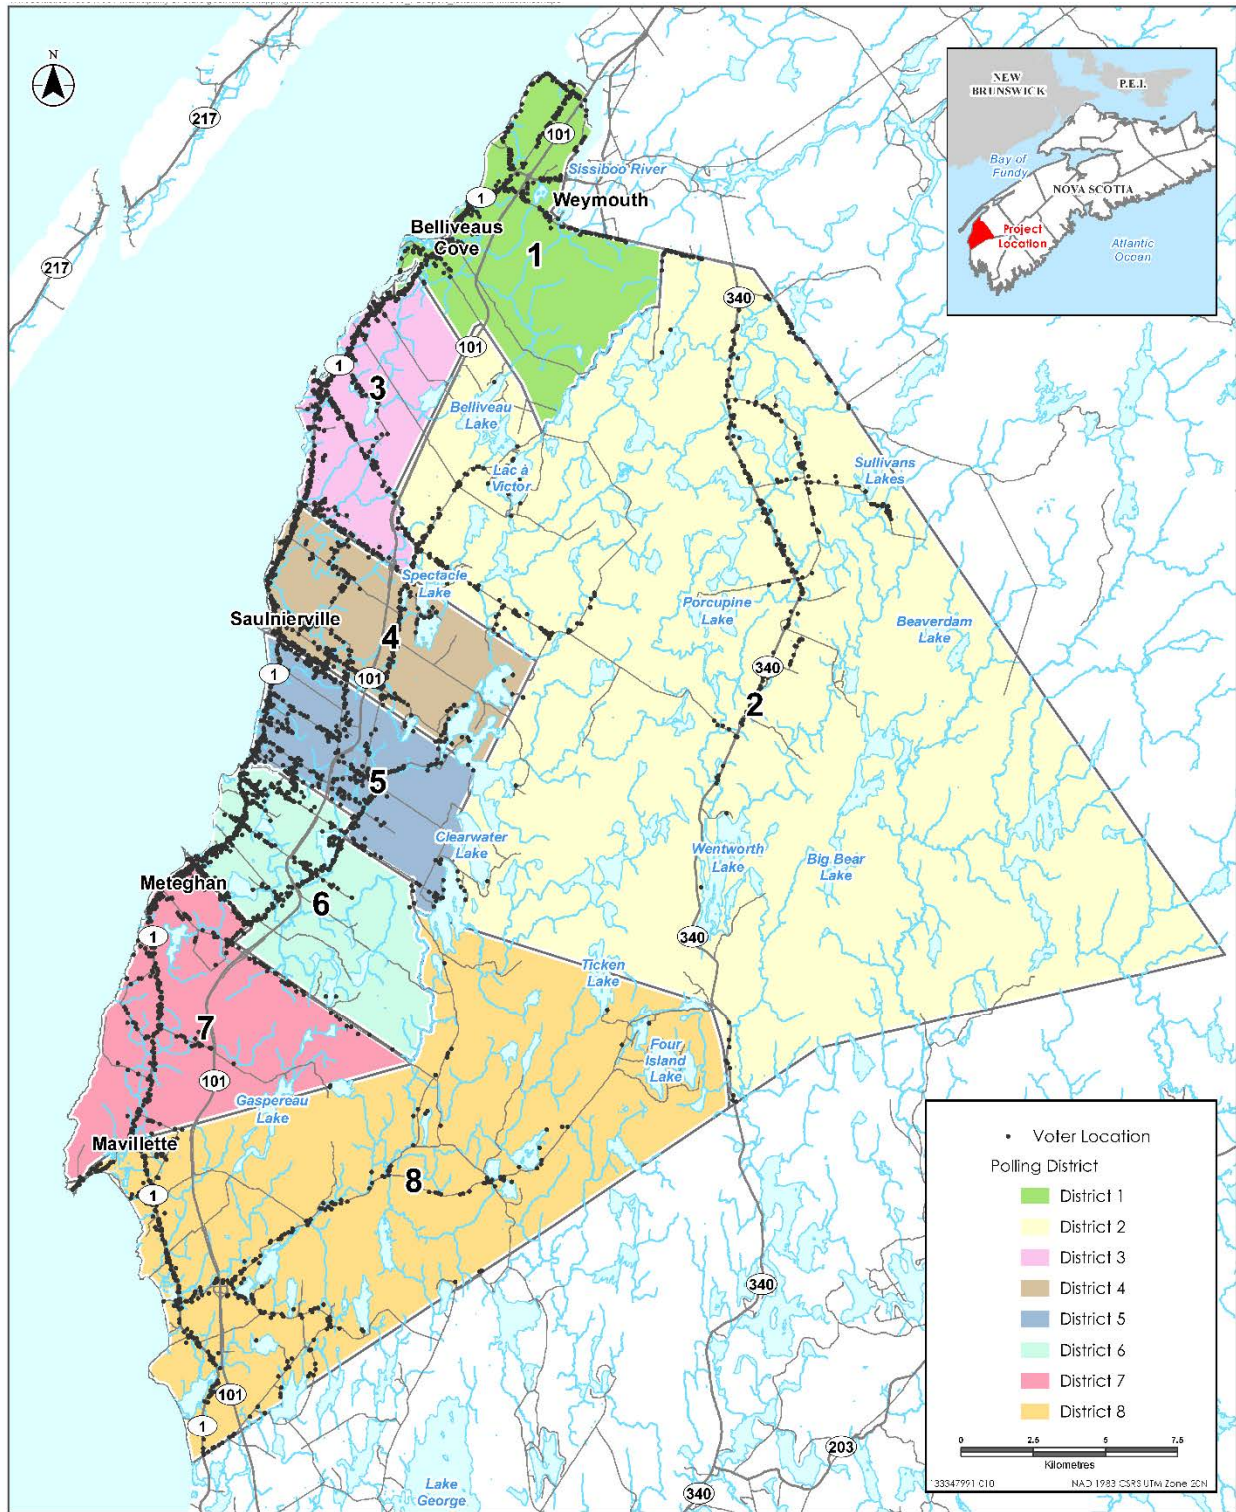 N
217
217
101
Sissiboo River
1
Weymouth
Belliveaus
Cove
1
340
101
1
3
Belliveau
Lake
Lac à
Victor
Sullivans
Lakes
Spectacle
Lake
Porcupine
Lake
Beaverdam
Lake
Saulnierville
4
1
101
340
2
5
Clearwater
Lake
Wentworth
Lake
Big Bear
Lake
Meteghan
6
1
340
Ticken
Lake
7
Four
Island
Lake
101
Gaspereau
Lake
Mavillette
8
1
340
101
1
203
Lake
George
340
NEW
BRUNSWICK
P.E.I.
Bay of
Fundy
NOVA SCOTIA
Project
Location
Atlantic
Ocean
Voter Location
Polling District
District 1
District 2
District 3
District 4
District 5
District 6
District 7
District 8
0 2.5 5 7.5
Kilometres
133347991-010 NAD 1983 CSRS UTM Zone 20N